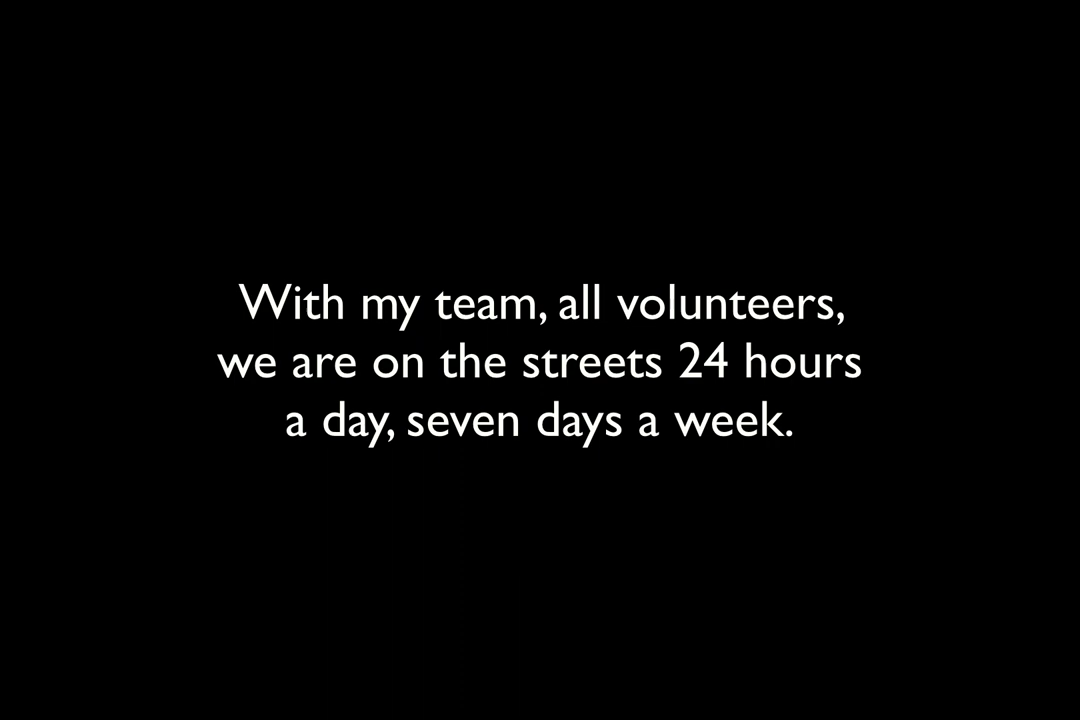 With my team, all volunteers,
we are on the streets 24 hours
a day, seven days a week.